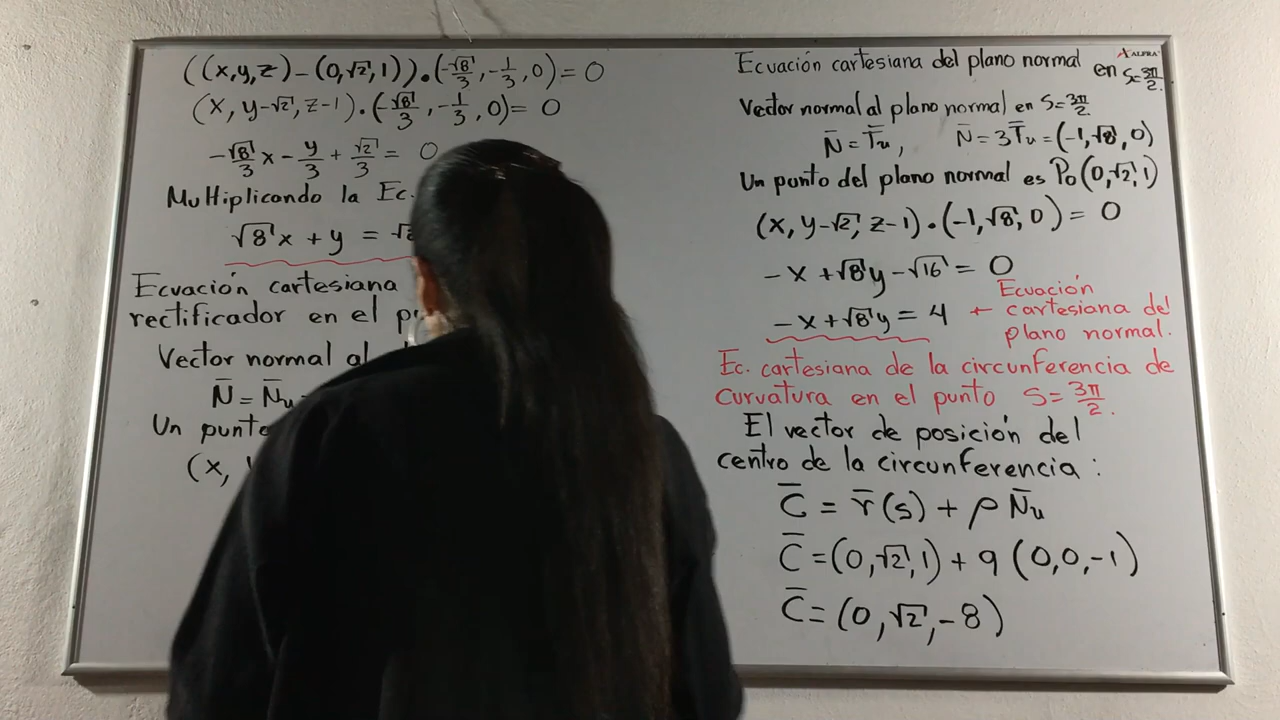 ((x,y,z)-(0,√2,1))·(-√8/3,-1/3,0)=0
(x, y-√2, z-1)·(-√8/3,-1/3,0)=0
-√8/3 x - y/3 + √2/3 = 0
Multiplicando la Ec.
√8 x + y =
Ecuación cartesiana
rectificador en el
Vector normal al
N̄ = N̄u
Un punto
(x,
Ecuación cartesiana del plano normal en s=3π/2.
ALFRA
Vector normal al plano normal en S=3π/2.
N̄ = T̄u, N̄ = 3T̄u = (-1,√8,0)
Un punto del plano normal es P₀(0,√2,1)
(x, y-√2, z-1)·(-1,√8,0) = 0
-x + √8 y - √16 = 0
-x + √8 y = 4 ← Ecuación
cartesiana del
plano normal.
Ec. cartesiana de la circunferencia de
curvatura en el punto S=3π/2.
El vector de posición del
centro de la circunferencia :
C̄ = r̄(s) + ρ N̄u
C̄ = (0,√2,1) + 9 (0,0,-1)
C̄ = (0,√2,-8)